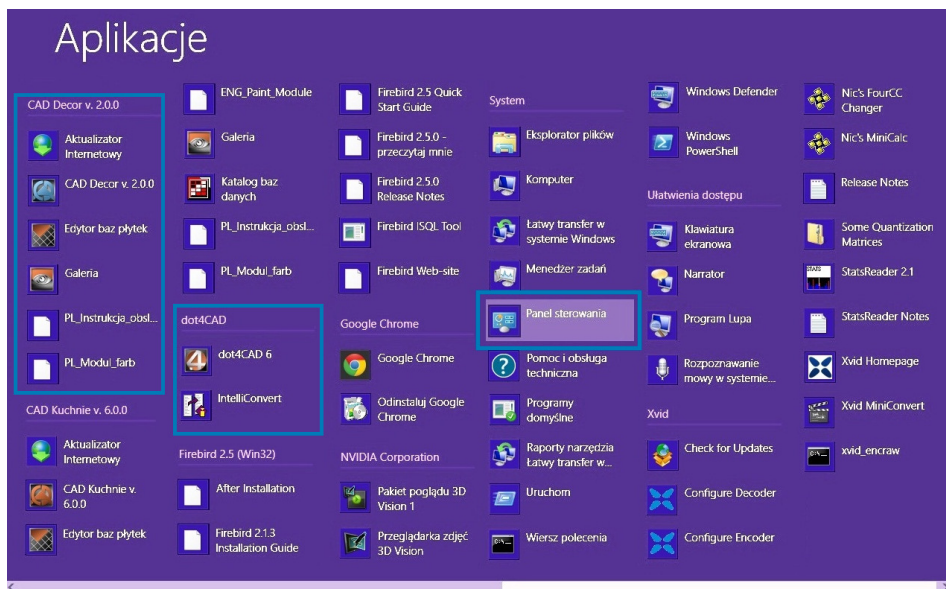 Aplikacje
CAD Decor v. 2.0.0
Aktualizator
Internetowy
CAD Decor v. 2.0.0
Edytor baz płytek
Galeria
PL_Instrukcja_obsł...
PL_Modul_farb
CAD Kuchnie v. 6.0.0
Aktualizator
Internetowy
CAD Kuchnie v.
6.0.0
Edytor baz płytek
ENG_Paint_Module
Galeria
Katalog baz
danych
PL_Instrukcja_obsł...
PL_Modul_farb
dot4CAD
dot4CAD 6
IntelliConvert
Firebird 2.5 (Win32)
After Installation
Firebird 2.1.3
Installation Guide
Firebird 2.5 Quick
Start Guide
Firebird 2.5.0 -
przeczytaj mnie
Firebird 2.5.0
Release Notes
Firebird ISQL Tool
Firebird Web-site
Google Chrome
Google Chrome
Odinstaluj Google
Chrome
NVIDIA Corporation
Pakiet poglądu 3D
Vision 1
Przeglądarka zdjęć
3D Vision
System
Eksplorator plików
Komputer
Łatwy transfer w
systemie Windows
Menedżer zadań
Panel sterowania
Pomoc i obsługa
techniczna
Programy
domyślne
Raporty narzędzia
Łatwy transfer w...
Uruchom
Wiersz polecenia
Windows Defender
Windows
PowerShell
Ułatwienia dostępu
Klawiatura
ekranowa
Narrator
Program Lupa
Rozpoznawanie
mowy w systemie...
Xvid
Check for Updates
Configure Decoder
Configure Encoder
Nic's FourCC
Changer
Nic's MiniCalc
Release Notes
Some Quantization
Matrices
STATS
StatsReader 2.1
StatsReader Notes
Xvid Homepage
Xvid MiniConvert
xvid_encraw